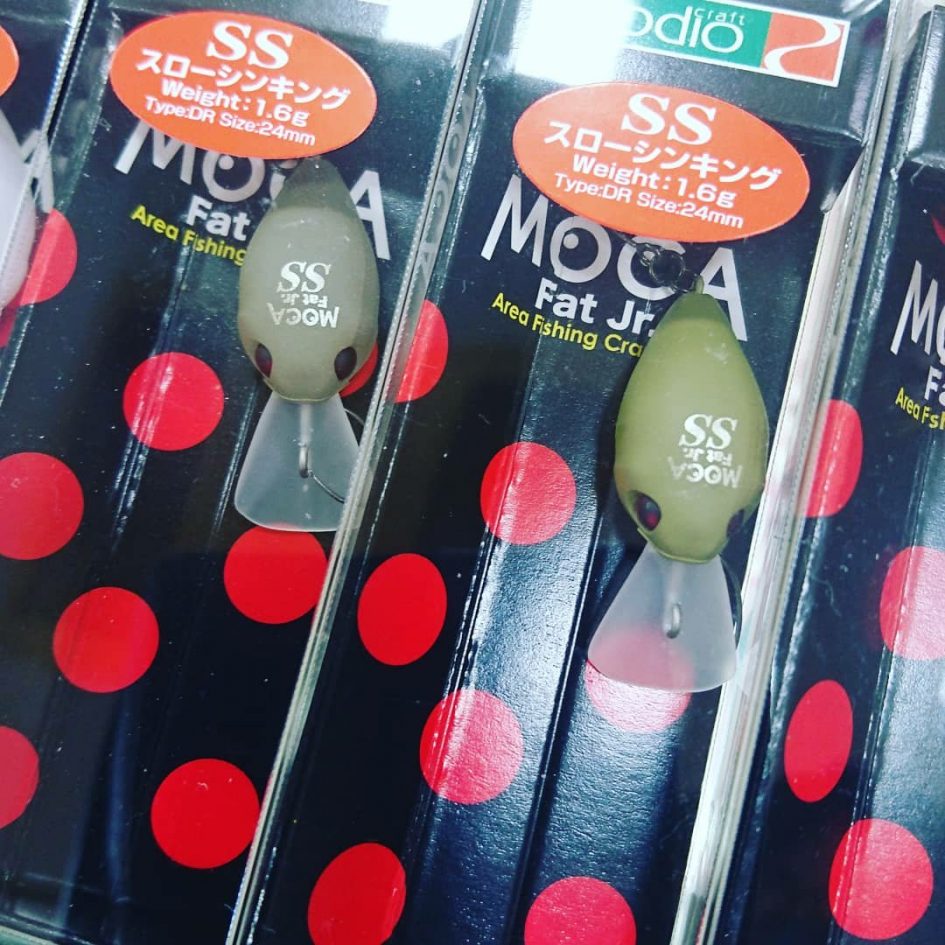 SS
スローシンキング
Weight:1.6g
Type:DR Size:24mm
MOCA
Fat
Area Fishing
SS
Fat Jr.
MOCA
craft
odio
SS
スローシンキング
Weight:1.6g
Type:DR Size:24mm
MOCA
Fat Jr.
Area Fishing Cra
SS
Fat Jr.
MOCA
Area Fish